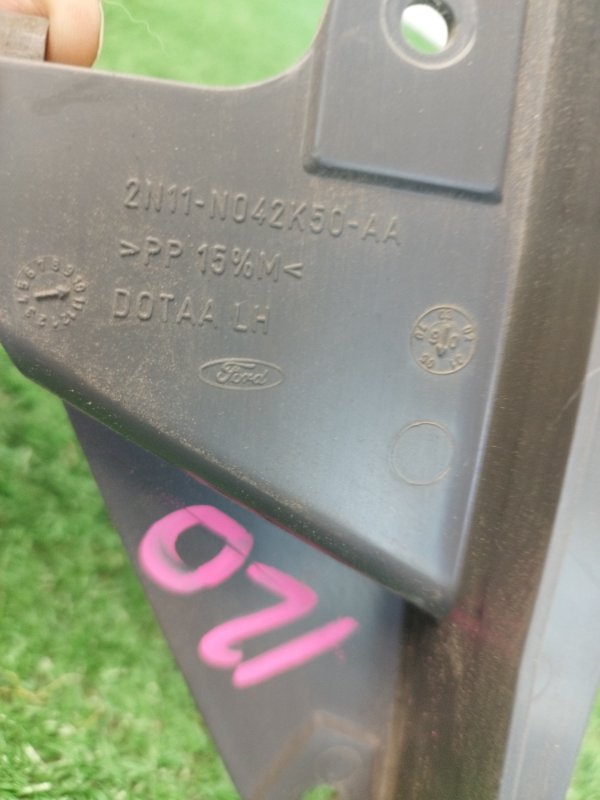 2N11-N042K50-AA
>PP 15%M<
DOTAA LH
Ford